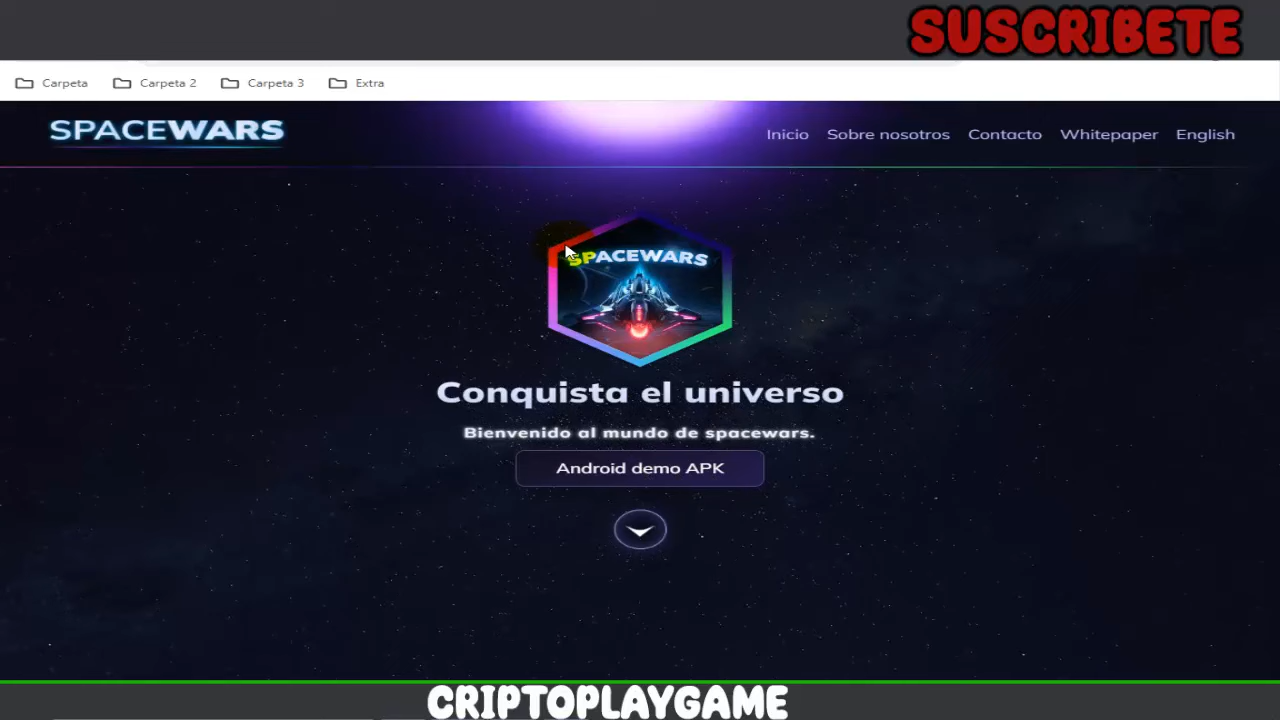 SUSCRIBETE
Carpeta Carpeta 2 Carpeta 3 Extra
SPACEWARS
Inicio Sobre nosotros Contacto Whitepaper English
SPACEWARS
Conquista el universo
Bienvenido al mundo de spacewars.
Android demo APK
CRIPTOPLAYGAME